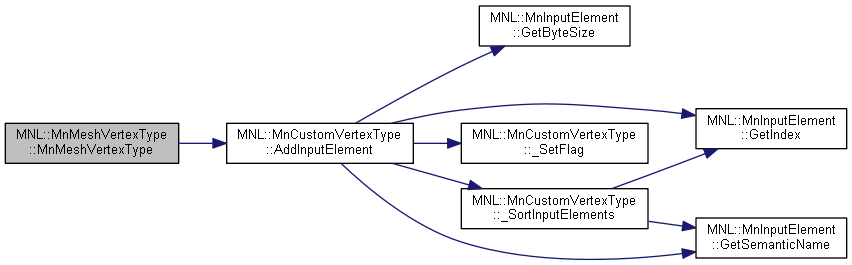 MNL::MnMeshVertexType
::MnMeshVertexType
MNL::MnCustomVertexType
::AddInputElement
MNL::MnInputElement
::GetByteSize
MNL::MnCustomVertexType
::_SetFlag
MNL::MnCustomVertexType
::_SortInputElements
MNL::MnInputElement
::GetIndex
MNL::MnInputElement
::GetSemanticName